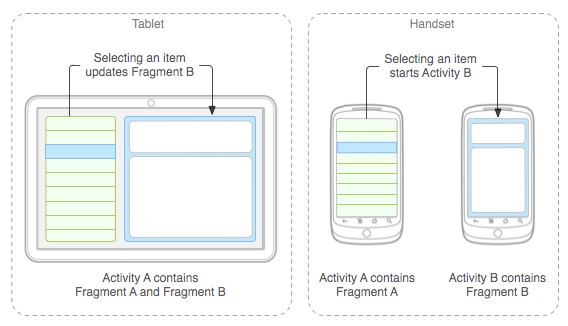 Tablet
Selecting an item
updates Fragment B
Activity A contains
Fragment A and Fragment B
Handset
Selecting an item
starts Activity B
Activity A contains
Fragment A
Activity B contains
Fragment B